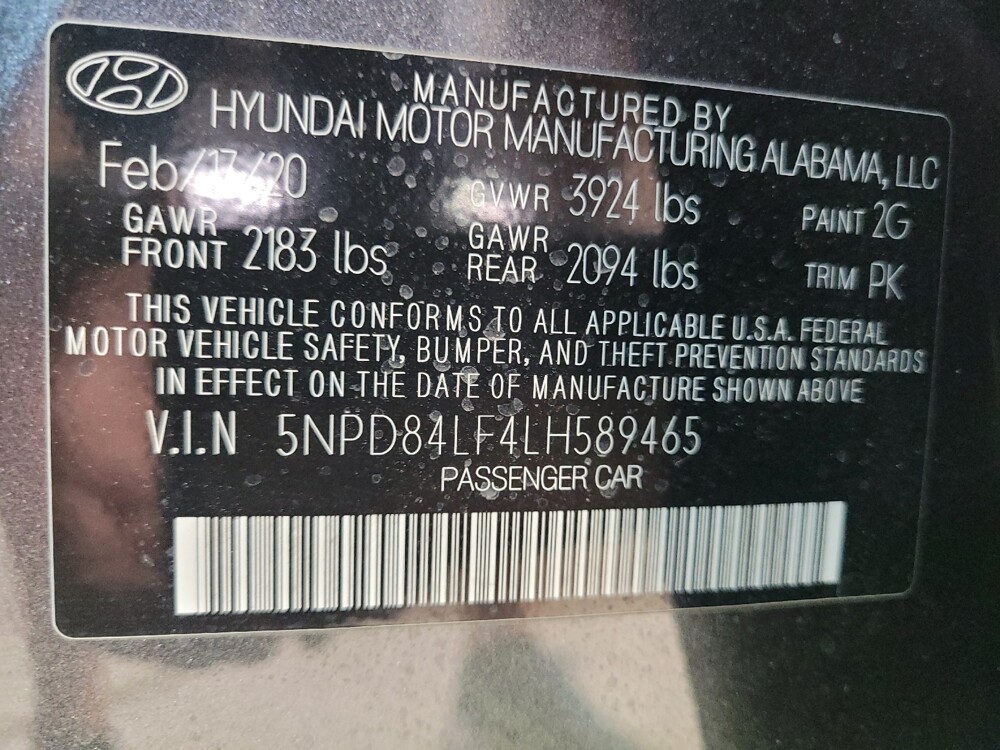 MANUFACTURED BY
HYUNDAI MOTOR MANUFACTURING ALABAMA, LLC
Feb/17/20 GVWR 3924 lbs PAINT 2G
GAWR FRONT 2183 lbs GAWR REAR 2094 lbs TRIM PK
THIS VEHICLE CONFORMS TO ALL APPLICABLE U.S.A. FEDERAL
MOTOR VEHICLE SAFETY, BUMPER, AND THEFT PREVENTION STANDARDS
IN EFFECT ON THE DATE OF MANUFACTURE SHOWN ABOVE
V.I.N 5NPD84LF4LH589465
PASSENGER CAR